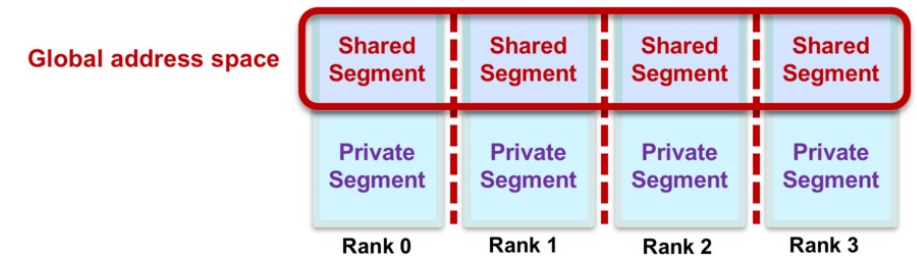 Global address space
Shared
Segment
Shared
Segment
Shared
Segment
Shared
Segment
Private
Segment
Private
Segment
Private
Segment
Private
Segment
Rank 0
Rank 1
Rank 2
Rank 3